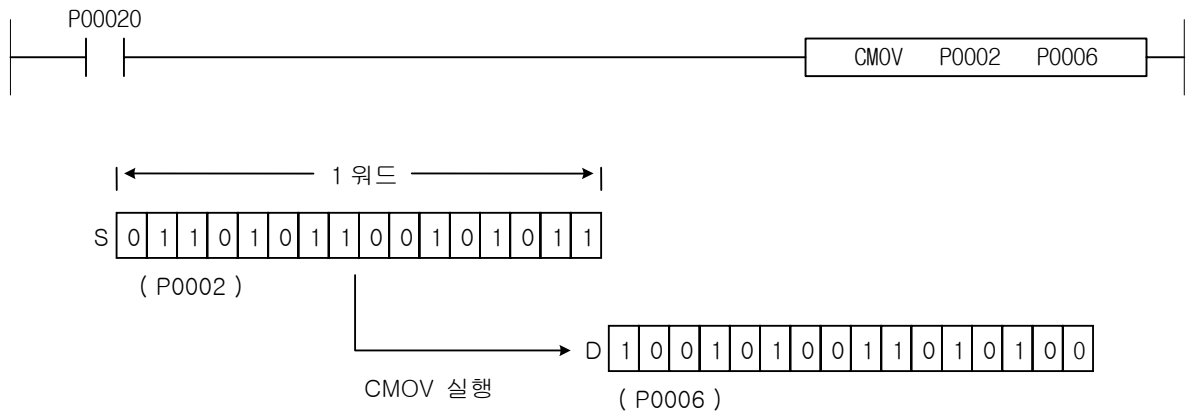 P00020
CMOV P0002 P0006
1 워드
S 0 1 1 0 1 0 1 1 0 0 1 0 1 0 1 1
( P0002 )
D 1 0 0 1 0 1 0 0 1 1 0 1 0 1 0 0
CMOV 실행
( P0006 )